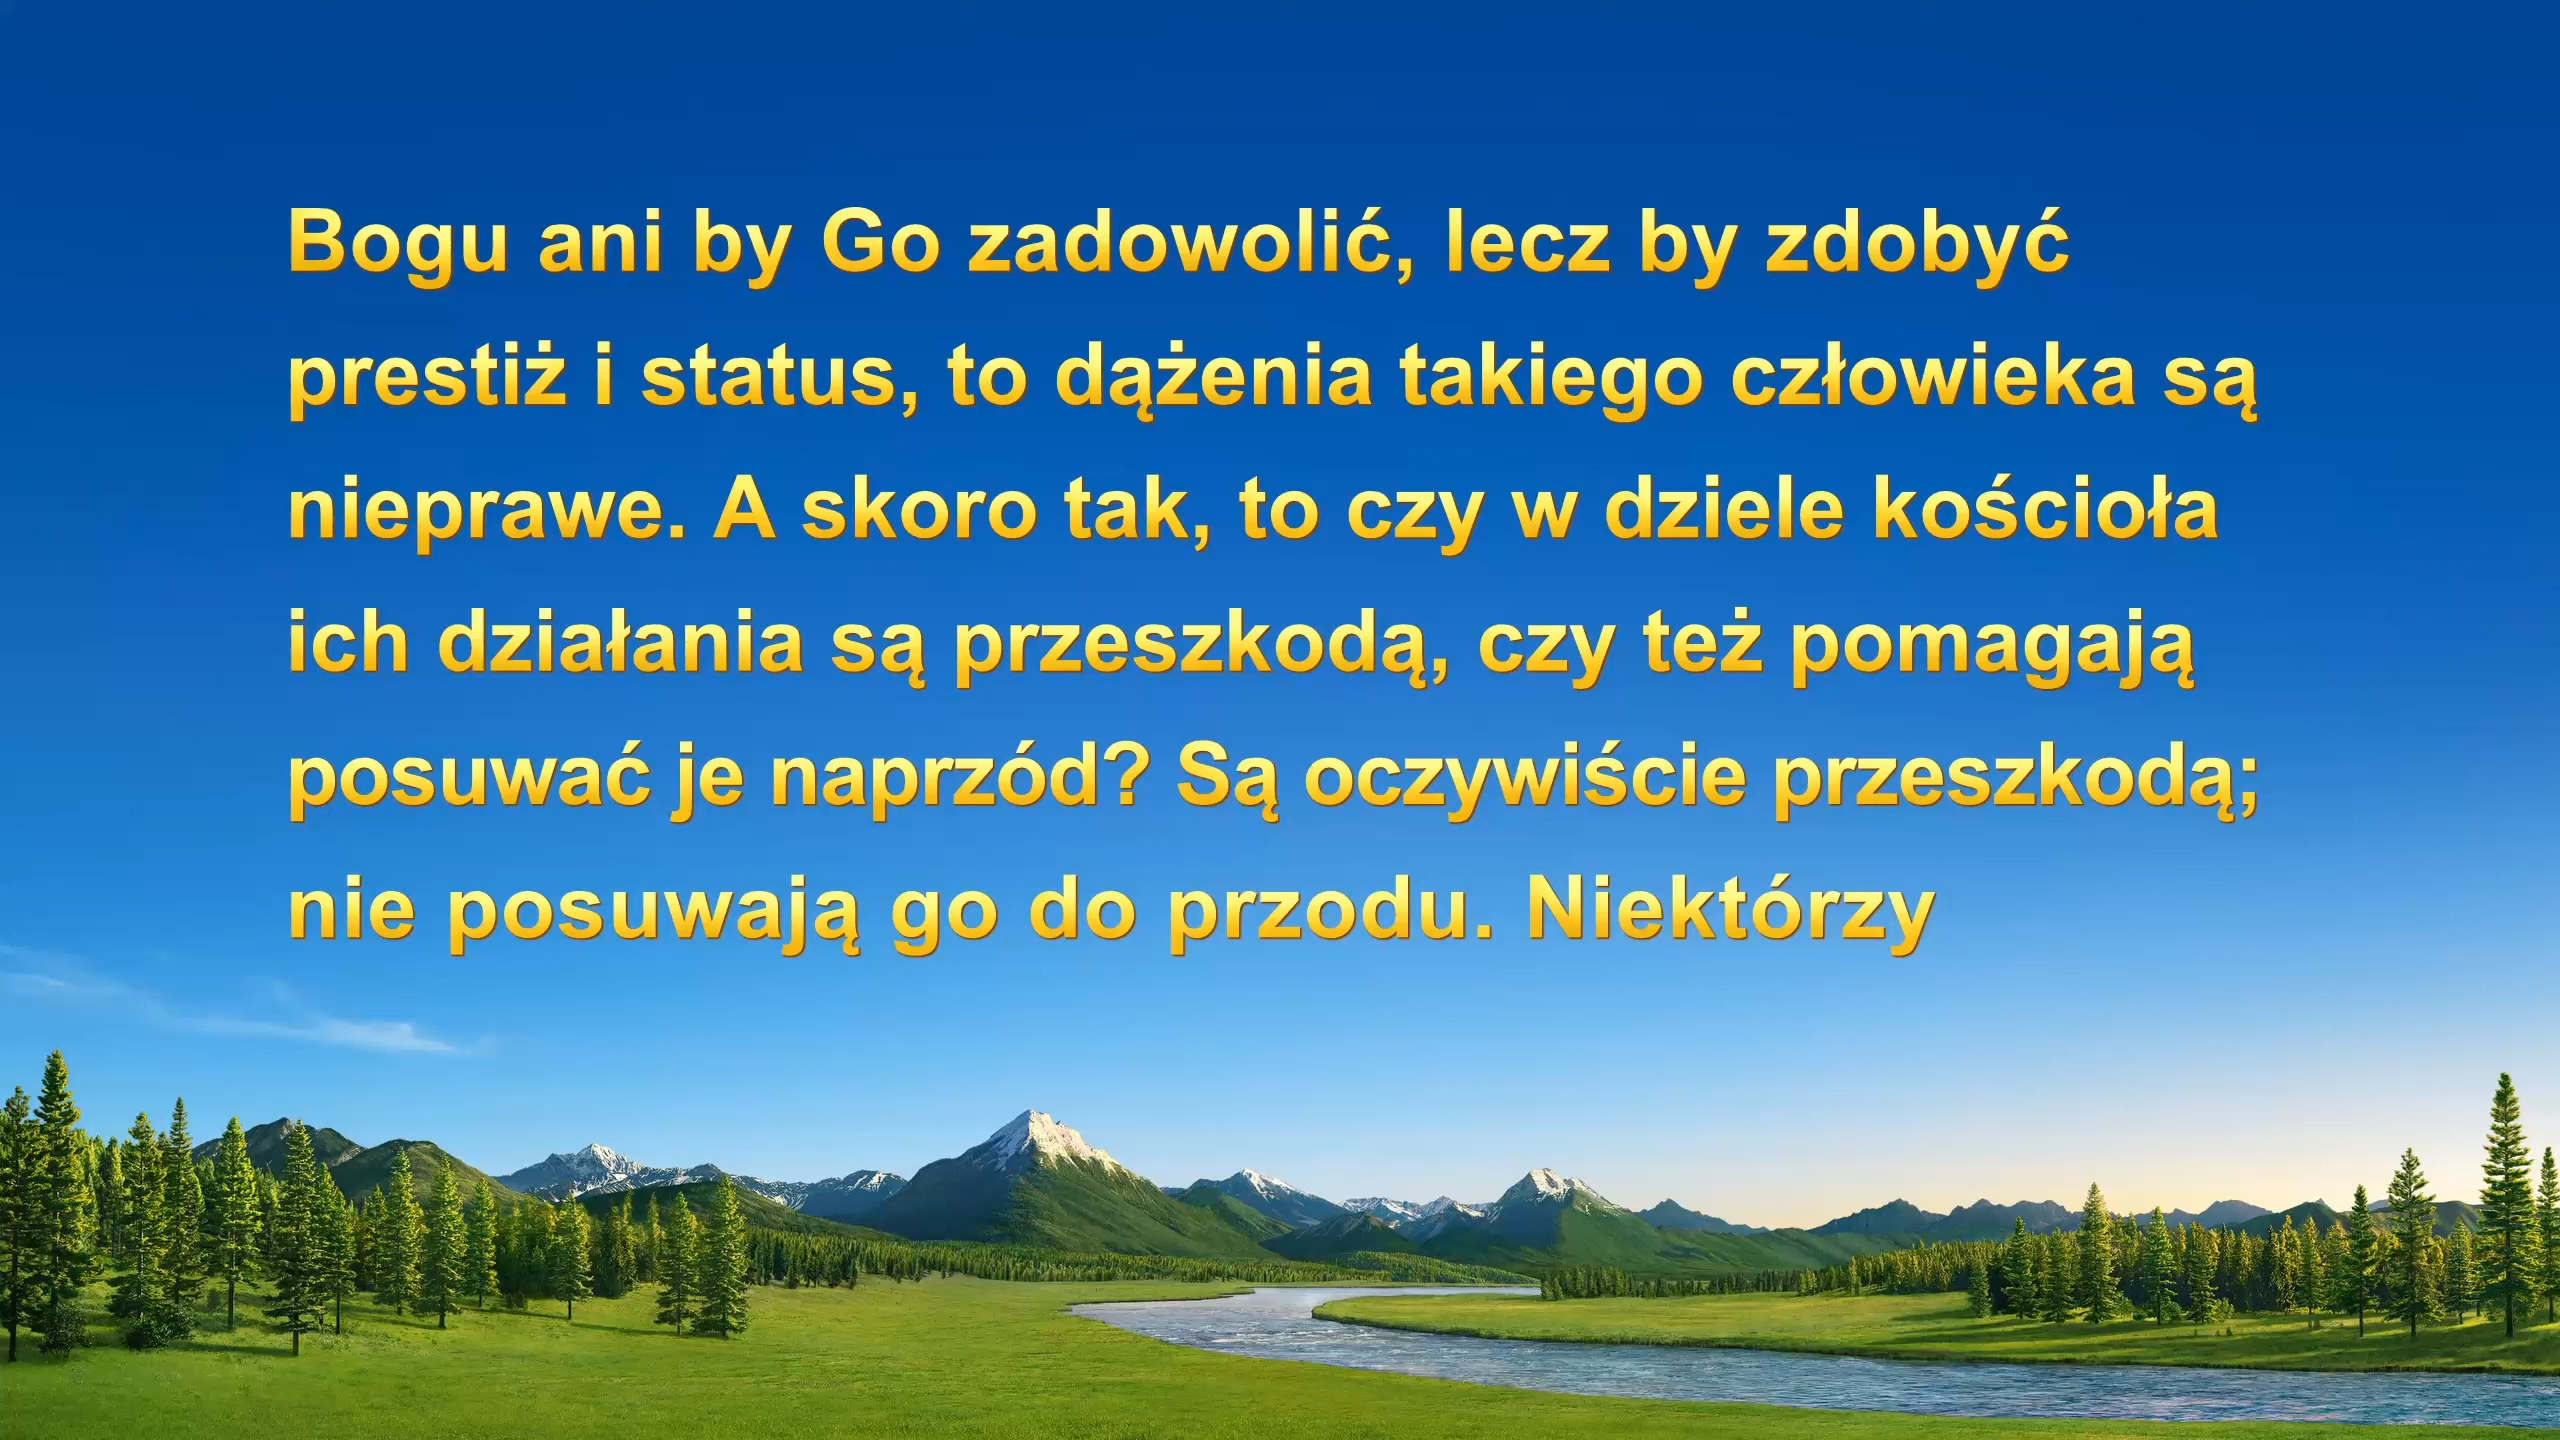 Bogu ani by Go zadowolić, lecz by zdobyć
prestiż i status, to dążenia takiego człowieka są
nieprawe. A skoro tak, to czy w dziele kościoła
ich działania są przeszkodą, czy też pomagają
posuwać je naprzód? Są oczywiście przeszkodą;
nie posuwają go do przodu. Niektórzy